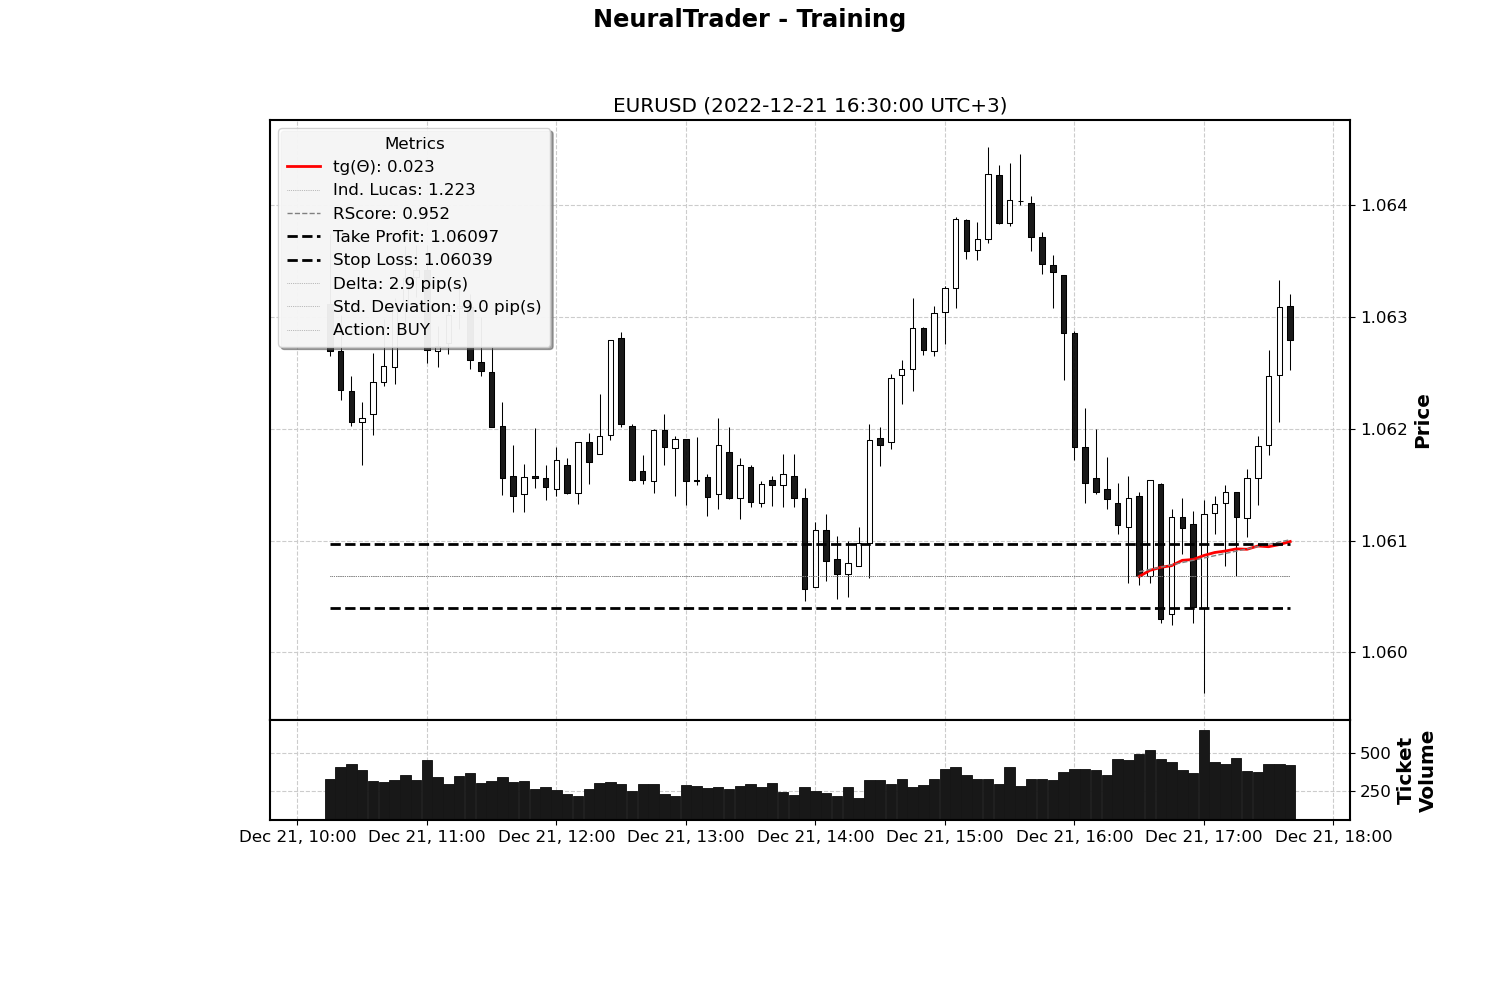 NeuralTrader - Training
EURUSD (2022-12-21 16:30:00 UTC+3)
Metrics
tg(Θ): 0.023
Ind. Lucas: 1.223
RScore: 0.952
Take Profit: 1.06097
Stop Loss: 1.06039
Delta: 2.9 pip(s)
Std. Deviation: 9.0 pip(s)
Action: BUY
1.064
1.063
1.062
1.061
1.060
Price
500
250
Ticket
Volume
Dec 21, 10:00 Dec 21, 11:00 Dec 21, 12:00 Dec 21, 13:00 Dec 21, 14:00 Dec 21, 15:00 Dec 21, 16:00 Dec 21, 17:00 Dec 21, 18:00